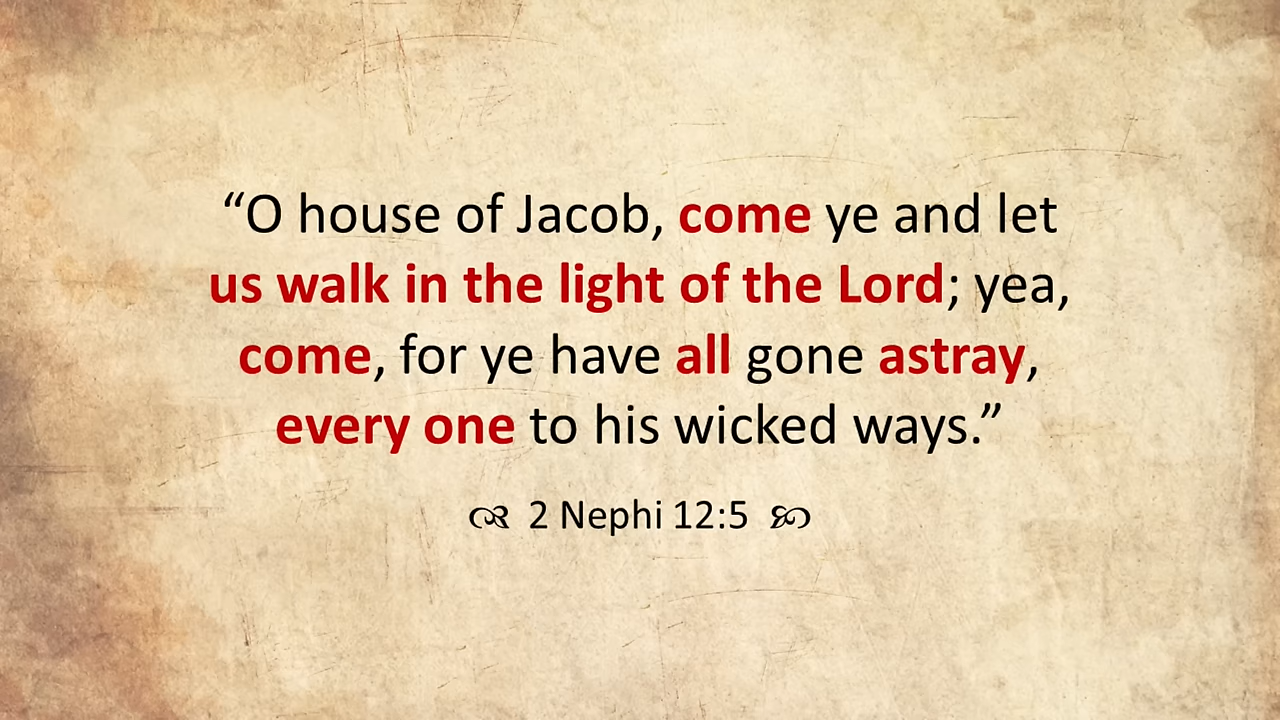 “O house of Jacob, come ye and let
us walk in the light of the Lord; yea,
come, for ye have all gone astray,
every one to his wicked ways.”
2 Nephi 12:5